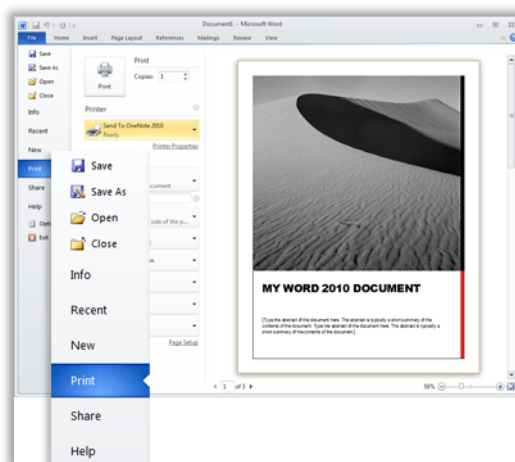 Document1 - Microsoft Word
File Home Insert Page Layout References Mailings Review View
Save
Save As
Open
Close
Info
Recent
New
Print
Share
Help
Exit
Print
Print
Copies: 1
Printer
Send To OneNote 2010
Ready
Printer Properties
side of the p...
Page Setup
Save
Save As
Open
Close
Info
Recent
New
Print
Share
Help
MY WORD 2010 DOCUMENT
[Type the abstract of the document here. The abstract is typically a short summary of the
contents of the document. Type the abstract of the document here. The abstract is typically a
short summary of the contents of the document.]
1 of 3
59%